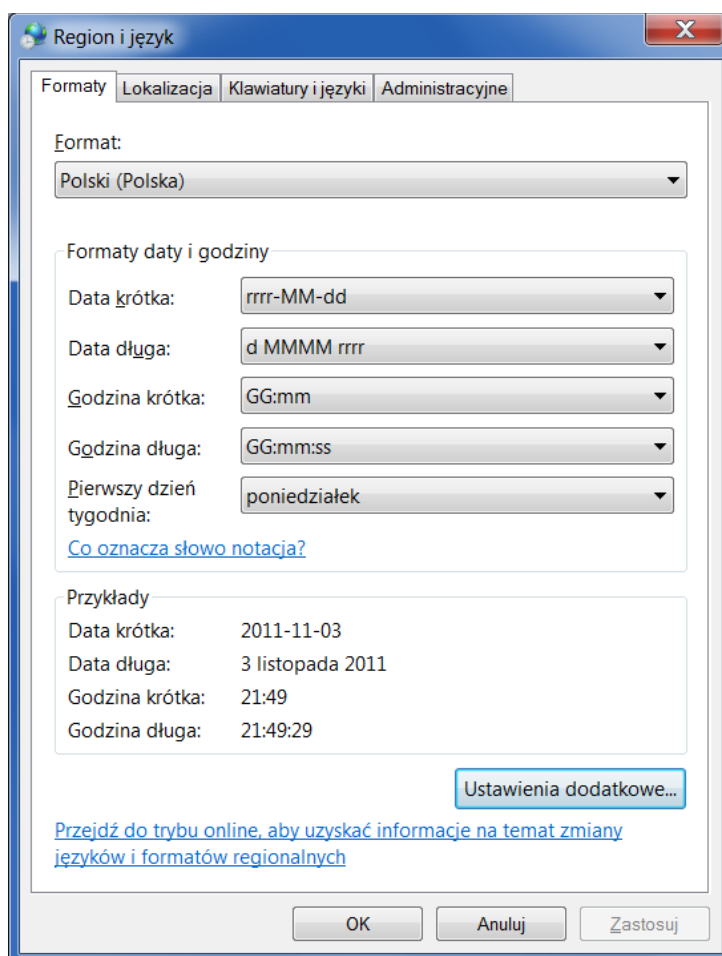 Region i język
X
Formaty Lokalizacja Klawiatury i języki Administracyjne
Format:
Polski (Polska)
Formaty daty i godziny
Data krótka: rrrr-MM-dd
Data długa: d MMMM rrrr
Godzina krótka: GG:mm
Godzina długa: GG:mm:ss
Pierwszy dzień
tygodnia: poniedziałek
Co oznacza słowo notacja?
Przykłady
Data krótka: 2011-11-03
Data długa: 3 listopada 2011
Godzina krótka: 21:49
Godzina długa: 21:49:29
Ustawienia dodatkowe...
Przejdź do trybu online, aby uzyskać informacje na temat zmiany
języków i formatów regionalnych
OK Anuluj Zastosuj